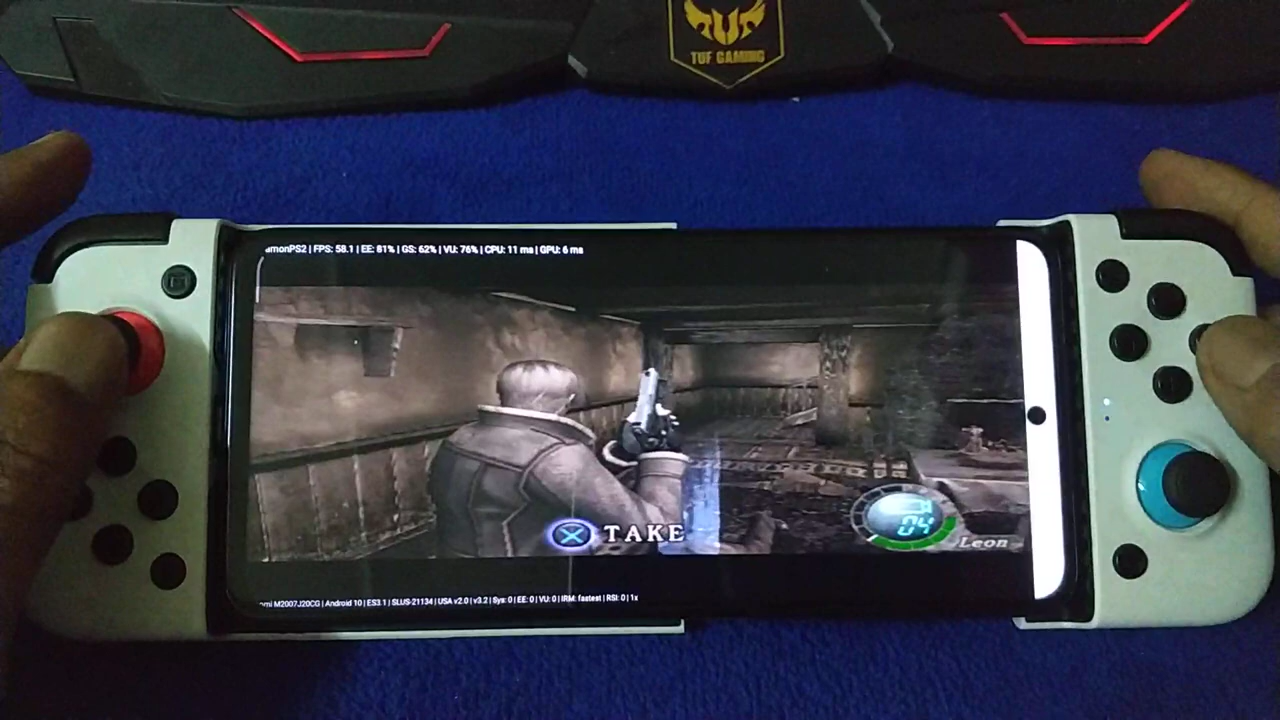 TUF GAMING
amonPS2 | FPS: 58.1 | EE: 81% | GS: 62% | VU: 76% | CPU: 11 ms | GPU: 6 ms
TAKE
04
Leon
mi M2007J20CG | Android 10 | ES3.1 | SLUS-21134 | USA v2.0 | v3.2 | Sys: 0 | EE: 0 | VU: 0 | IRM: fastest | RSI: 0 | 1x